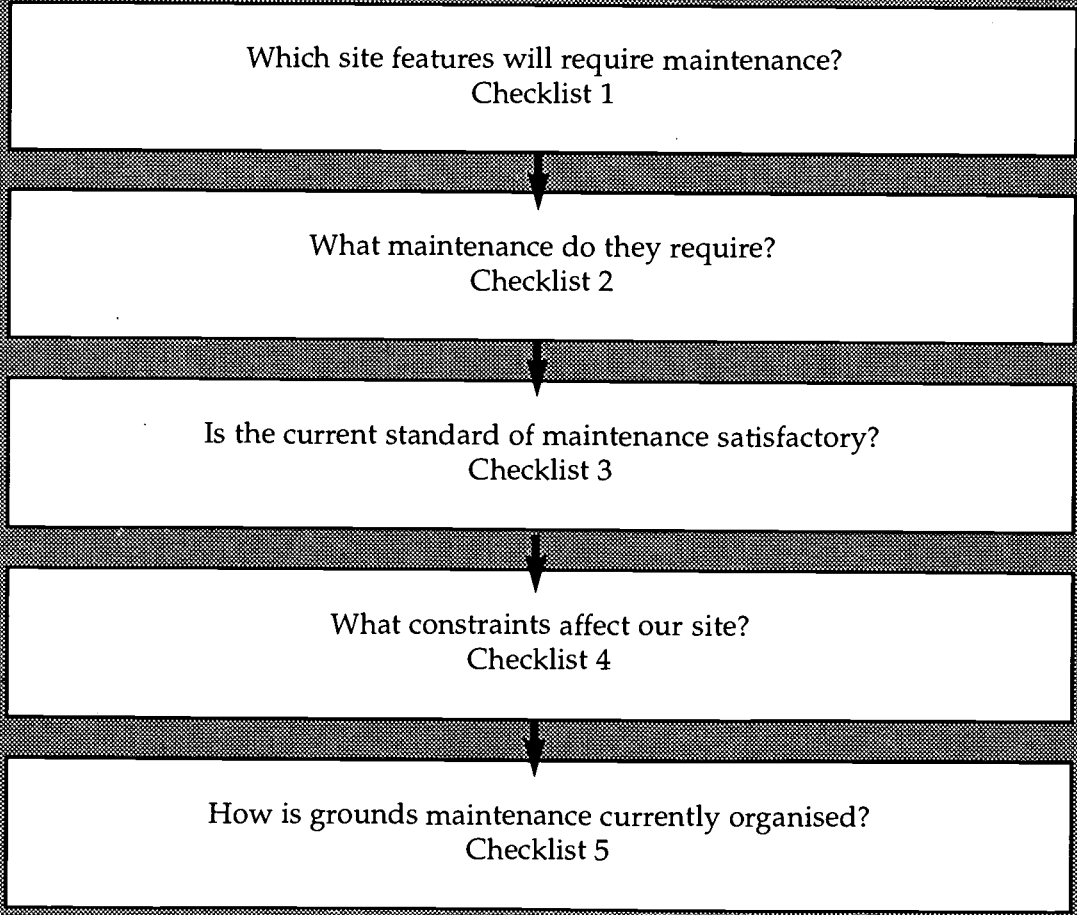 Which site features will require maintenance?
Checklist 1
What maintenance do they require?
Checklist 2
Is the current standard of maintenance satisfactory?
Checklist 3
What constraints affect our site?
Checklist 4
How is grounds maintenance currently organised?
Checklist 5